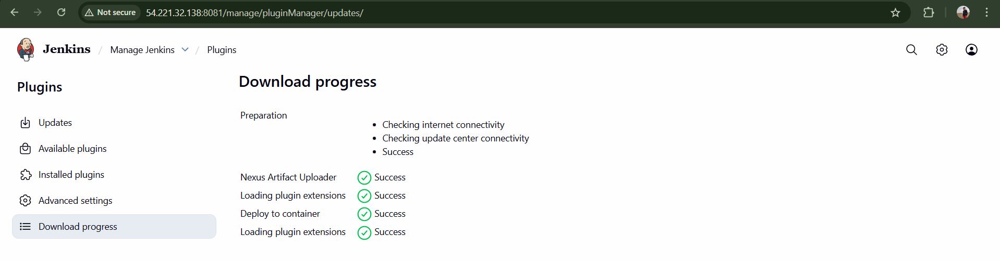 Not secure 54.221.32.138:8081/manage/pluginManager/updates/
Jenkins / Manage Jenkins / Plugins
Plugins
Updates
Available plugins
Installed plugins
Advanced settings
Download progress
Download progress
Preparation
• Checking internet connectivity
• Checking update center connectivity
• Success
Nexus Artifact Uploader Success
Loading plugin extensions Success
Deploy to container Success
Loading plugin extensions Success